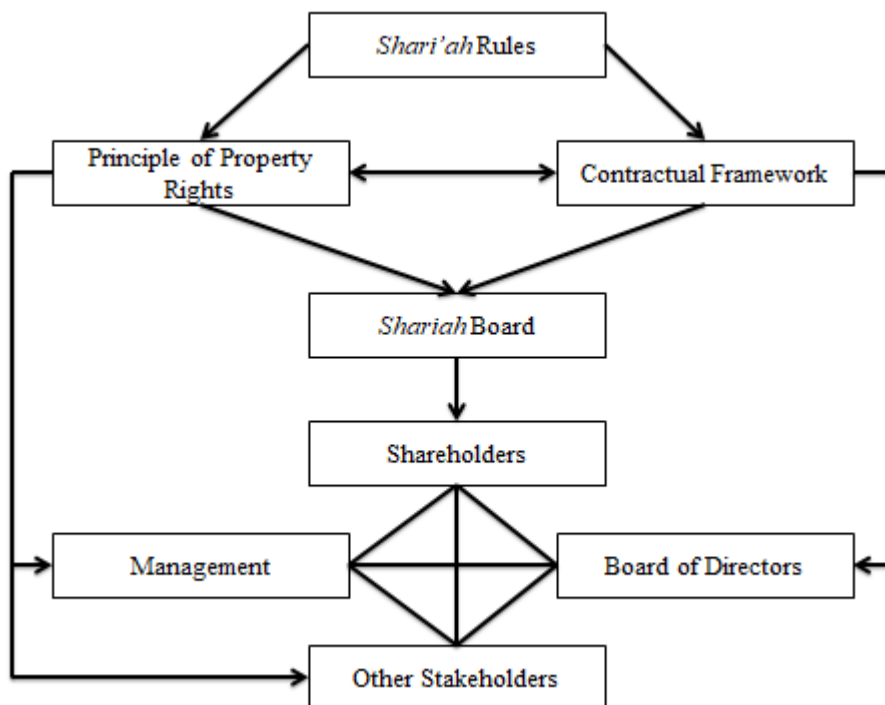 Shari'ah Rules
Principle of Property
Rights
Contractual Framework
Shariah Board
Shareholders
Management
Board of Directors
Other Stakeholders